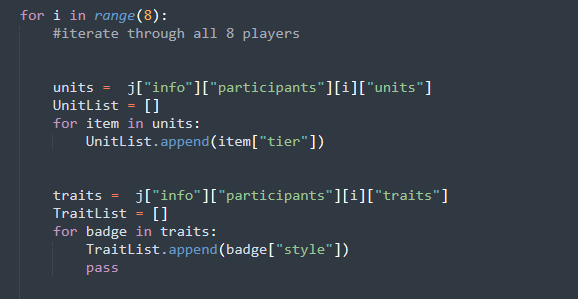 for i in range(8):
#iterate through all 8 players
units =  j["info"]["participants"][i]["units"]
UnitList = []
for item in units:
UnitList.append(item["tier"])
traits =  j["info"]["participants"][i]["traits"]
TraitList = []
for badge in traits:
TraitList.append(badge["style"])
pass